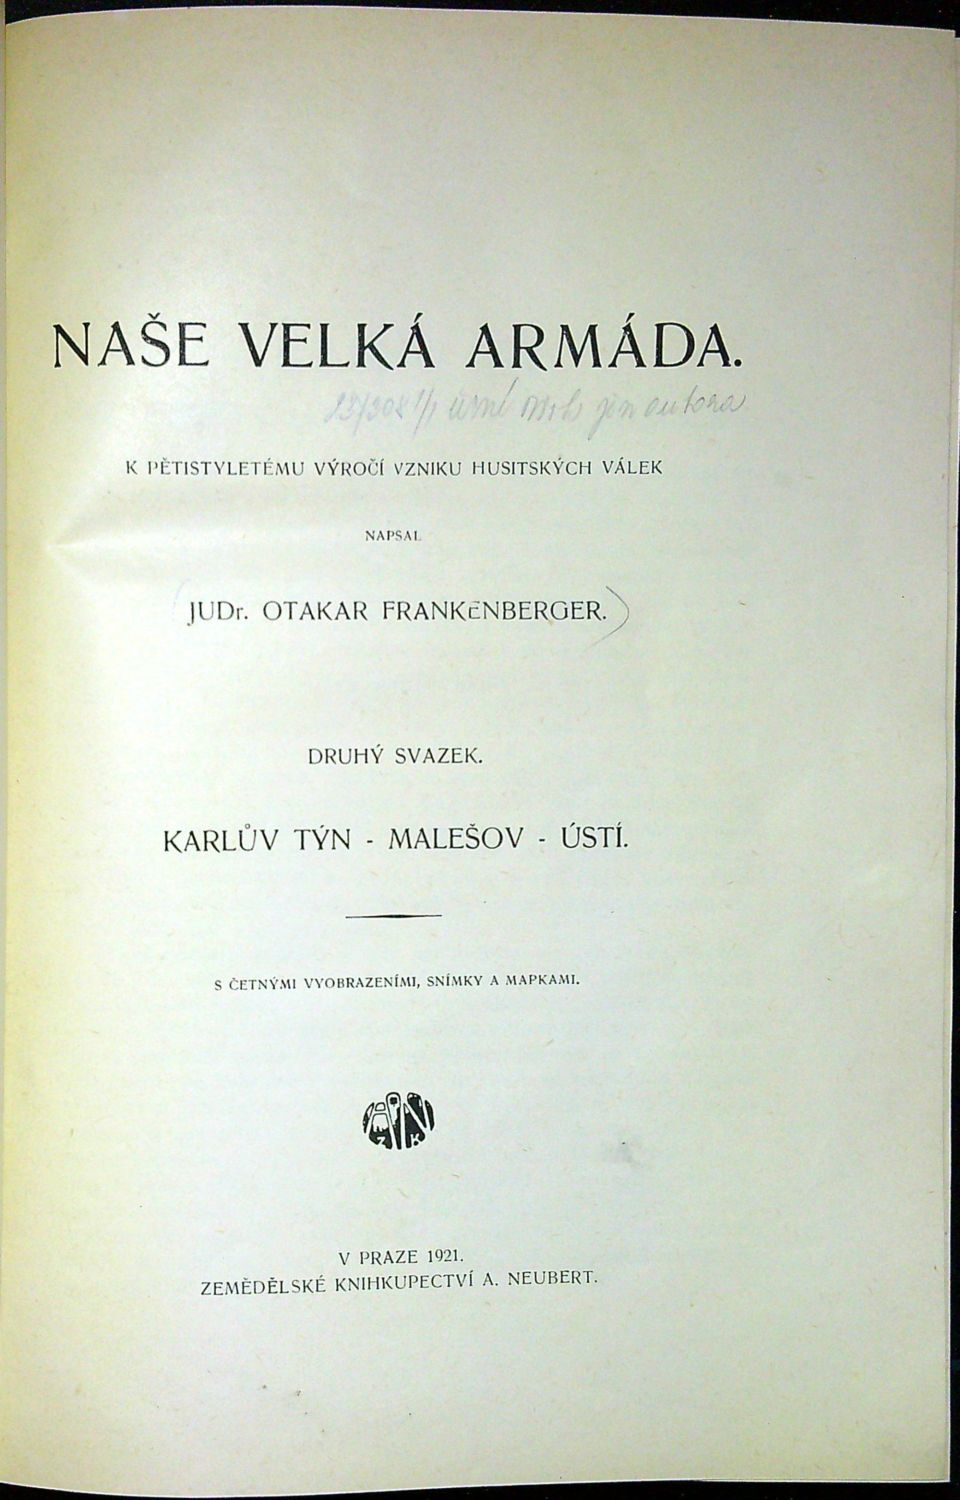 NAŠE VELKÁ ARMÁDA.
K PĚTISTYLETÉMU VÝROČÍ VZNIKU HUSITSKÝCH VÁLEK
NAPSAL
JUDr. OTAKAR FRANKENBERGER.
DRUHÝ SVAZEK.
KARLŮV TÝN - MALEŠOV - ÚSTÍ.
S ČETNÝMI VYOBRAZENÍMI, SNÍMKY A MAPKAMI.
V PRAZE 1921.
ZEMĚDĚLSKÉ KNIHKUPECTVÍ A. NEUBERT.